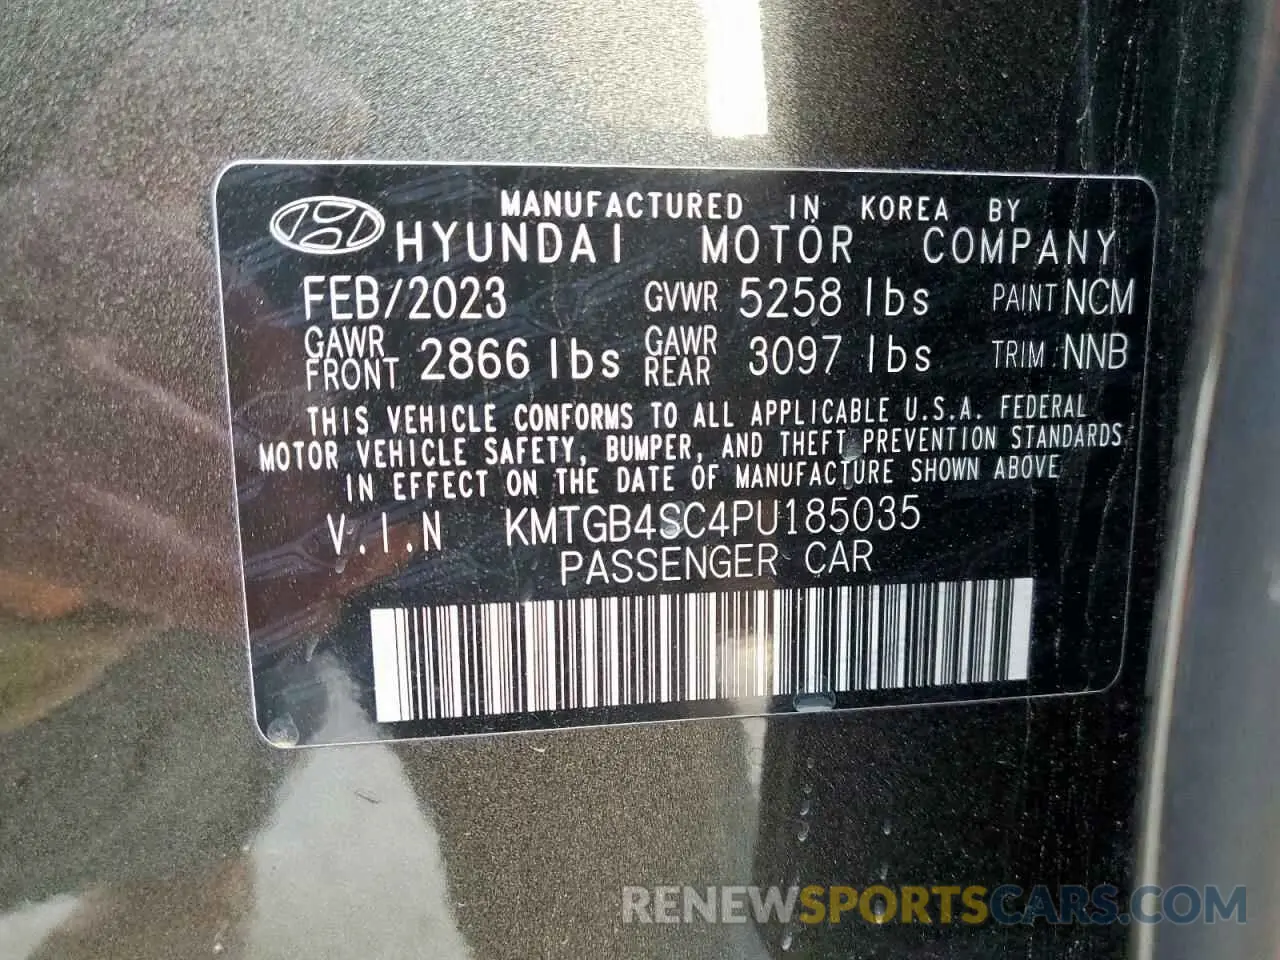 MANUFACTURED IN KOREA BY
HYUNDAI MOTOR COMPANY
FEB/2023 GVWR 5258 lbs PAINT NCM
GAWR FRONT 2866 lbs GAWR REAR 3097 lbs TRIM : NNB
THIS VEHICLE CONFORMS TO ALL APPLICABLE U.S.A. FEDERAL
MOTOR VEHICLE SAFETY, BUMPER, AND THEFT PREVENTION STANDARDS
IN EFFECT ON THE DATE OF MANUFACTURE SHOWN ABOVE
V.I.N KMTGB4SC4PU185035
PASSENGER CAR
RENEWSPORTSCARS.COM